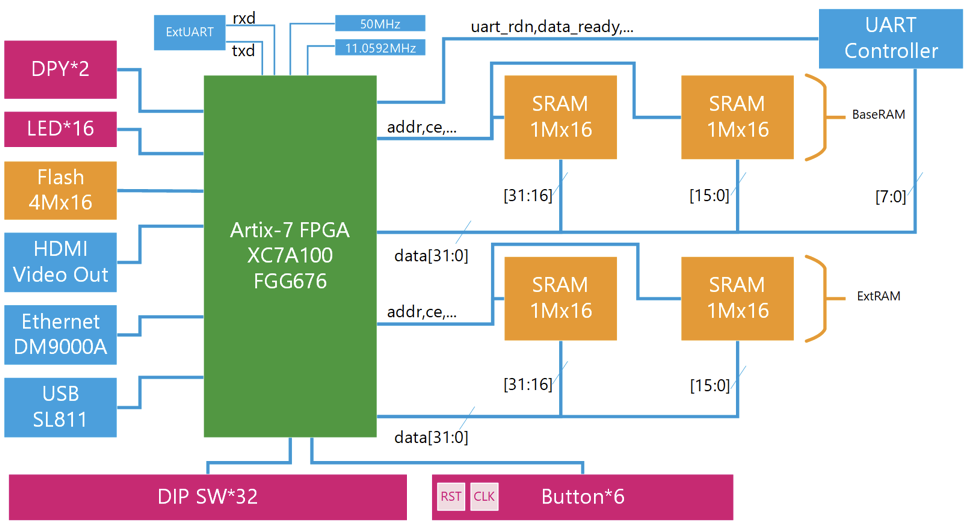 ExtUART
rxd
txd
50MHz
11.0592MHz
uart_rdn,data_ready,...
UART
Controller
DPY*2
LED*16
Flash
4Mx16
HDMI
Video Out
Ethernet
DM9000A
USB
SL811
Artix-7 FPGA
XC7A100
FGG676
addr,ce,...
SRAM
1Mx16
SRAM
1Mx16
BaseRAM
[31:16]
[15:0]
[7:0]
data[31:0]
addr,ce,...
SRAM
1Mx16
SRAM
1Mx16
ExtRAM
[31:16]
[15:0]
data[31:0]
DIP SW*32
RST
CLK
Button*6